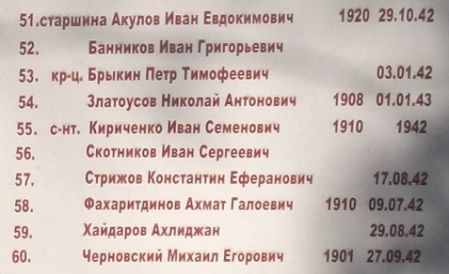 51.старшина Акулов Иван Евдокимович 1920 29.10.42
52. Банников Иван Григорьевич
53. кр-ц. Брыкин Петр Тимофеевич 03.01.42
54. Златоусов Николай Антонович 1908 01.01.43
55. с-нт. Кириченко Иван Семенович 1910 1942
56. Скотников Иван Сергеевич
57. Стрижов Константин Еферанович 17.08.42
58. Фахаритдинов Ахмат Галоевич 1910 09.07.42
59. Хайдаров Ахлиджан 29.08.42
60. Черновский Михаил Егорович 1901 27.09.42